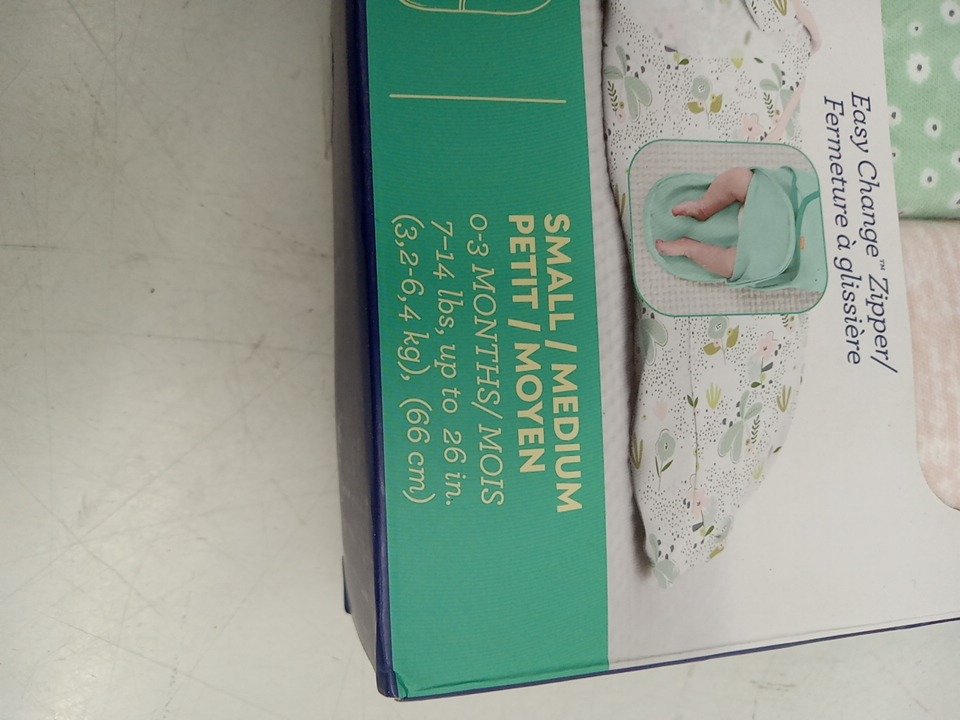 Easy Change™ Zipper/
Fermeture à glissière
SMALL / MEDIUM
PETIT / MOYEN
0-3 MONTHS/ MOIS
7-14 lbs, up to 26 in.
(3,2-6,4 kg), (66 cm)